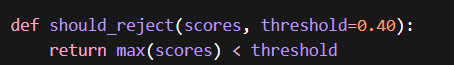 def should_reject(scores, threshold=0.40):
    return max(scores) < threshold